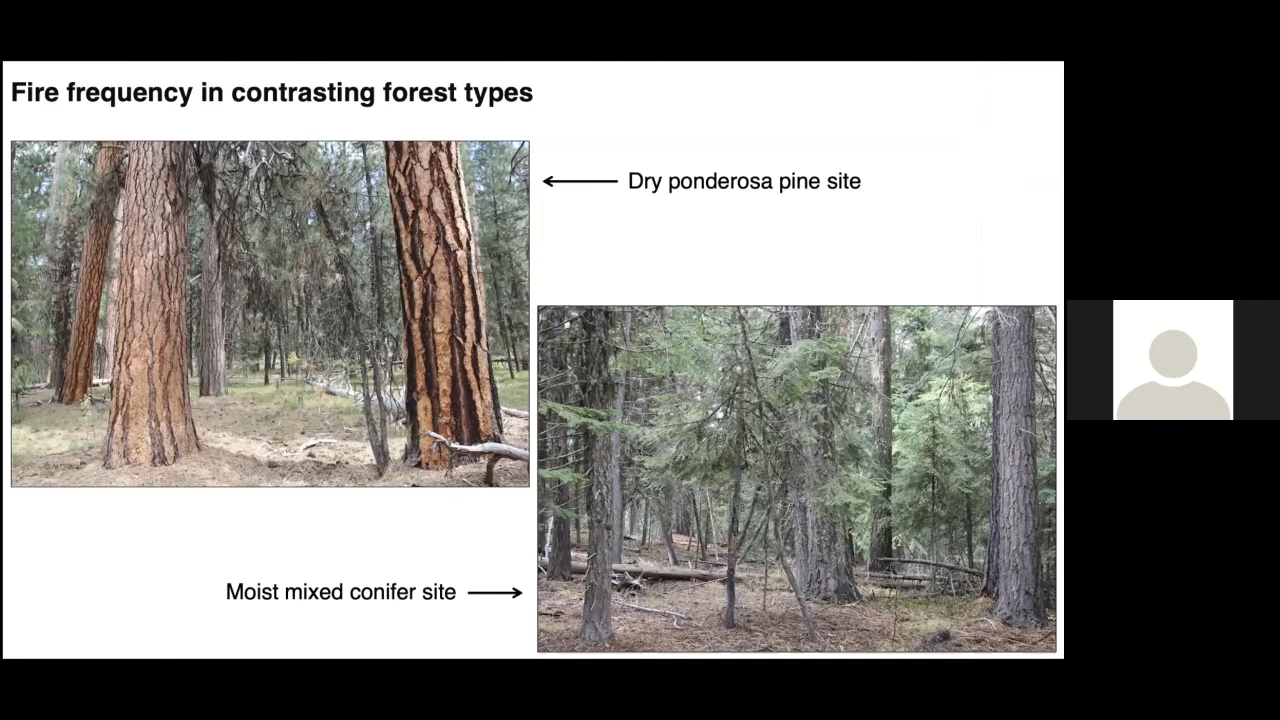 Fire frequency in contrasting forest types
Dry ponderosa pine site
Moist mixed conifer site